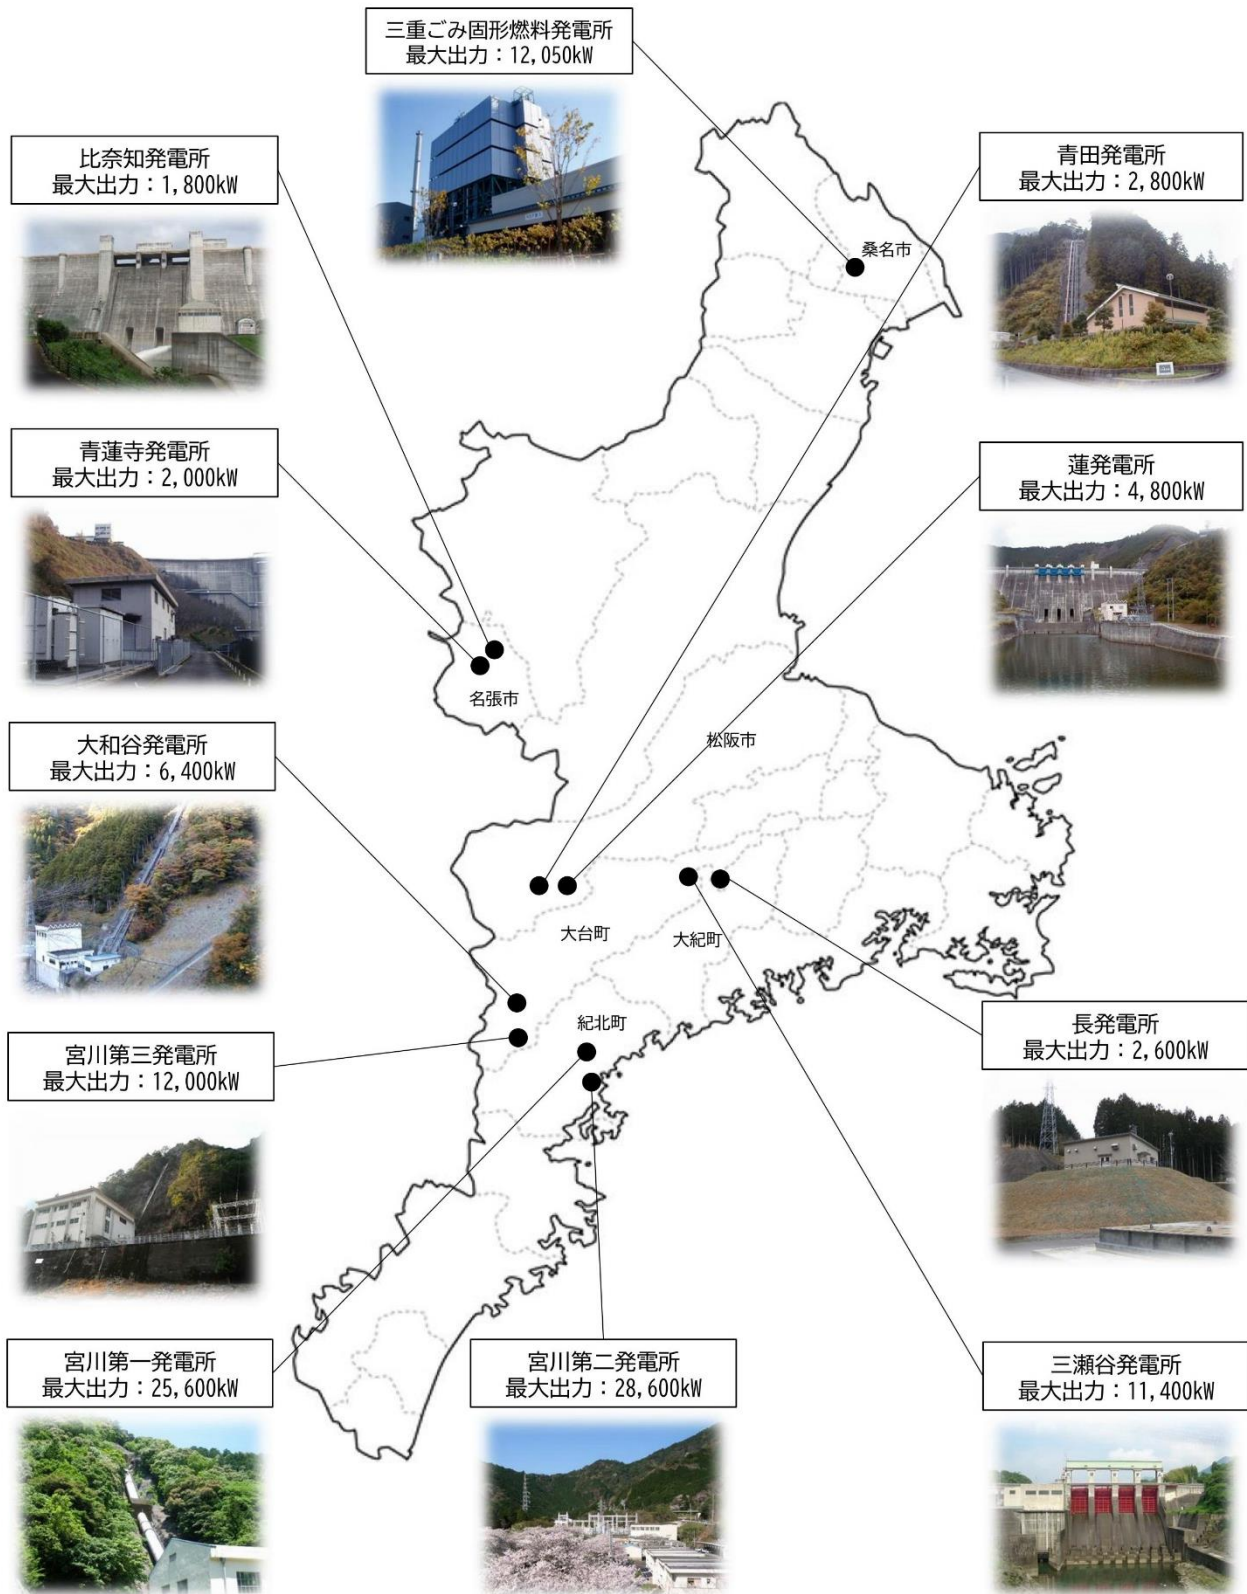 三重ごみ固形燃料発電所
最大出力：12,050kW
比奈知発電所
最大出力：1,800kW
青田発電所
最大出力：2,800kW
桑名市
青蓮寺発電所
最大出力：2,000kW
蓮発電所
最大出力：4,800kW
名張市
松阪市
大和谷発電所
最大出力：6,400kW
大台町
大紀町
紀北町
宮川第三発電所
最大出力：12,000kW
長発電所
最大出力：2,600kW
宮川第一発電所
最大出力：25,600kW
宮川第二発電所
最大出力：28,600kW
三瀬谷発電所
最大出力：11,400kW